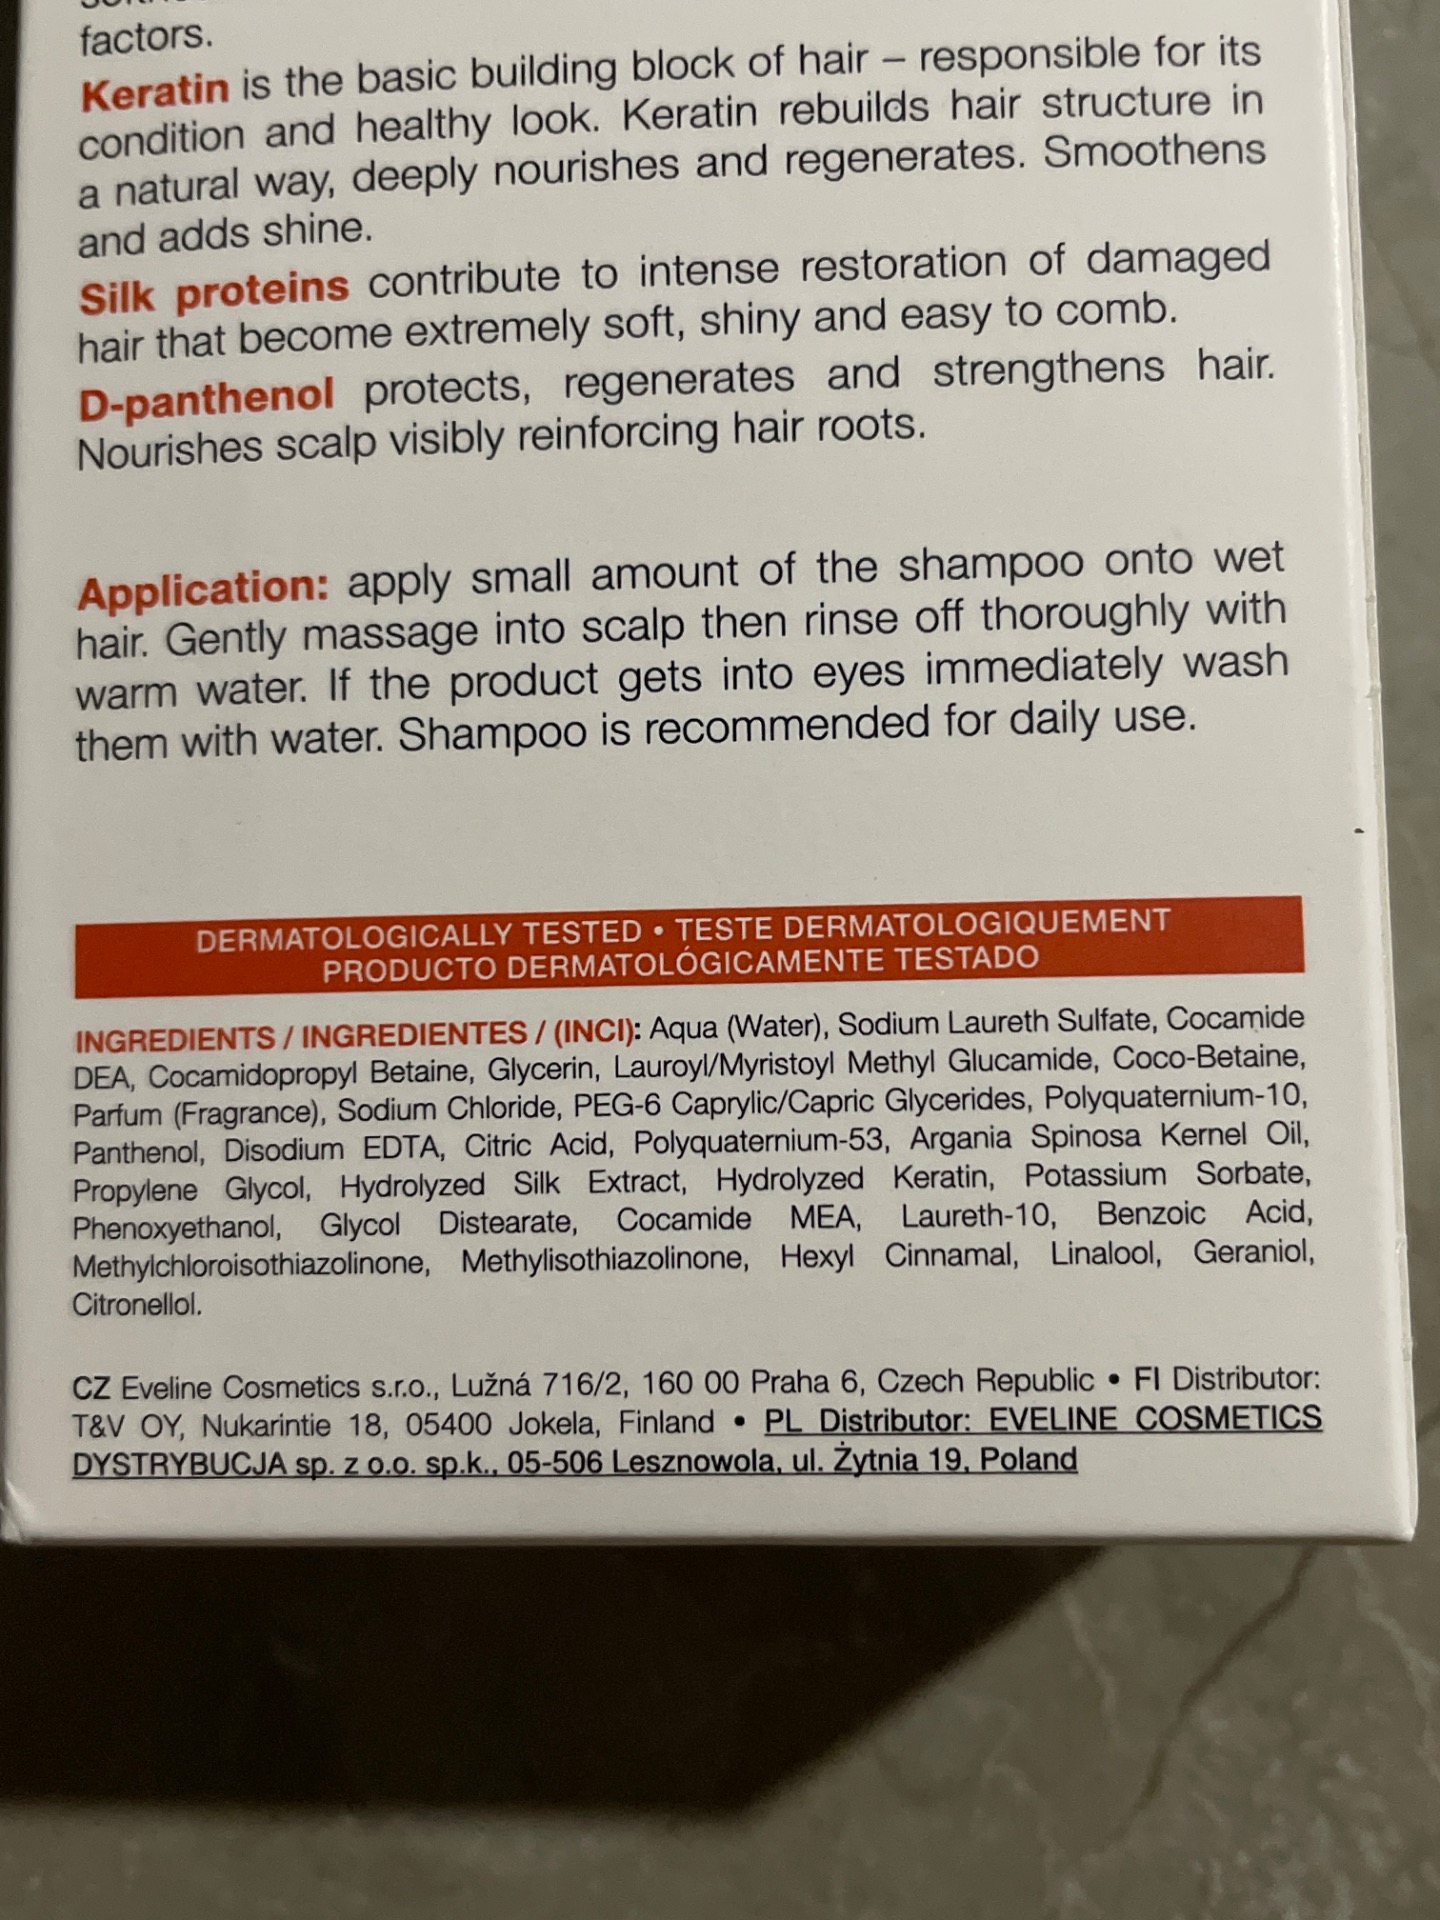 factors.
Keratin is the basic building block of hair – responsible for its
condition and healthy look. Keratin rebuilds hair structure in
a natural way, deeply nourishes and regenerates. Smoothens
and adds shine.
Silk proteins contribute to intense restoration of damaged
hair that become extremely soft, shiny and easy to comb.
D-panthenol protects, regenerates and strengthens hair.
Nourishes scalp visibly reinforcing hair roots.
Application: apply small amount of the shampoo onto wet
hair. Gently massage into scalp then rinse off thoroughly with
warm water. If the product gets into eyes immediately wash
them with water. Shampoo is recommended for daily use.
DERMATOLOGICALLY TESTED • TESTE DERMATOLOGIQUEMENT
PRODUCTO DERMATOLÓGICAMENTE TESTADO
INGREDIENTS / INGREDIENTES / (INCI): Aqua (Water), Sodium Laureth Sulfate, Cocamide
DEA, Cocamidopropyl Betaine, Glycerin, Lauroyl/Myristoyl Methyl Glucamide, Coco-Betaine,
Parfum (Fragrance), Sodium Chloride, PEG-6 Caprylic/Capric Glycerides, Polyquaternium-10,
Panthenol, Disodium EDTA, Citric Acid, Polyquaternium-53, Argania Spinosa Kernel Oil,
Propylene Glycol, Hydrolyzed Silk Extract, Hydrolyzed Keratin, Potassium Sorbate,
Phenoxyethanol, Glycol Distearate, Cocamide MEA, Laureth-10, Benzoic Acid,
Methylchloroisothiazolinone, Methylisothiazolinone, Hexyl Cinnamal, Linalool, Geraniol,
Citronellol.
CZ Eveline Cosmetics s.r.o., Lužná 716/2, 160 00 Praha 6, Czech Republic • FI Distributor:
T&V OY, Nukarintie 18, 05400 Jokela, Finland • PL Distributor: EVELINE COSMETICS
DYSTRYBUCJA sp. z o.o. sp.k., 05-506 Lesznowola, ul. Żytnia 19, Poland